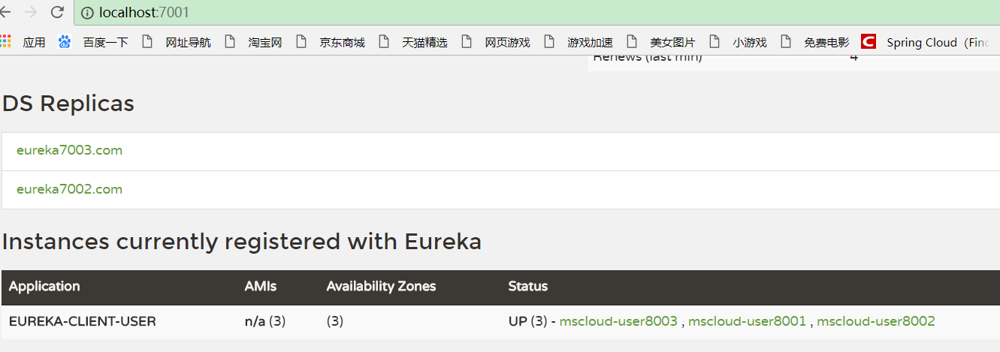 localhost:7001
应用 百度一下 网址导航 淘宝网 京东商城 天猫精选 网页游戏 游戏加速 美女图片 小游戏 免费电影 C Spring Cloud (Finc
Renews (last min) 4
DS Replicas
eureka7003.com
eureka7002.com
Instances currently registered with Eureka
Application AMIs Availability Zones Status
EUREKA-CLIENT-USER n/a (3) (3) UP (3) - mscloud-user8003 , mscloud-user8001 , mscloud-user8002